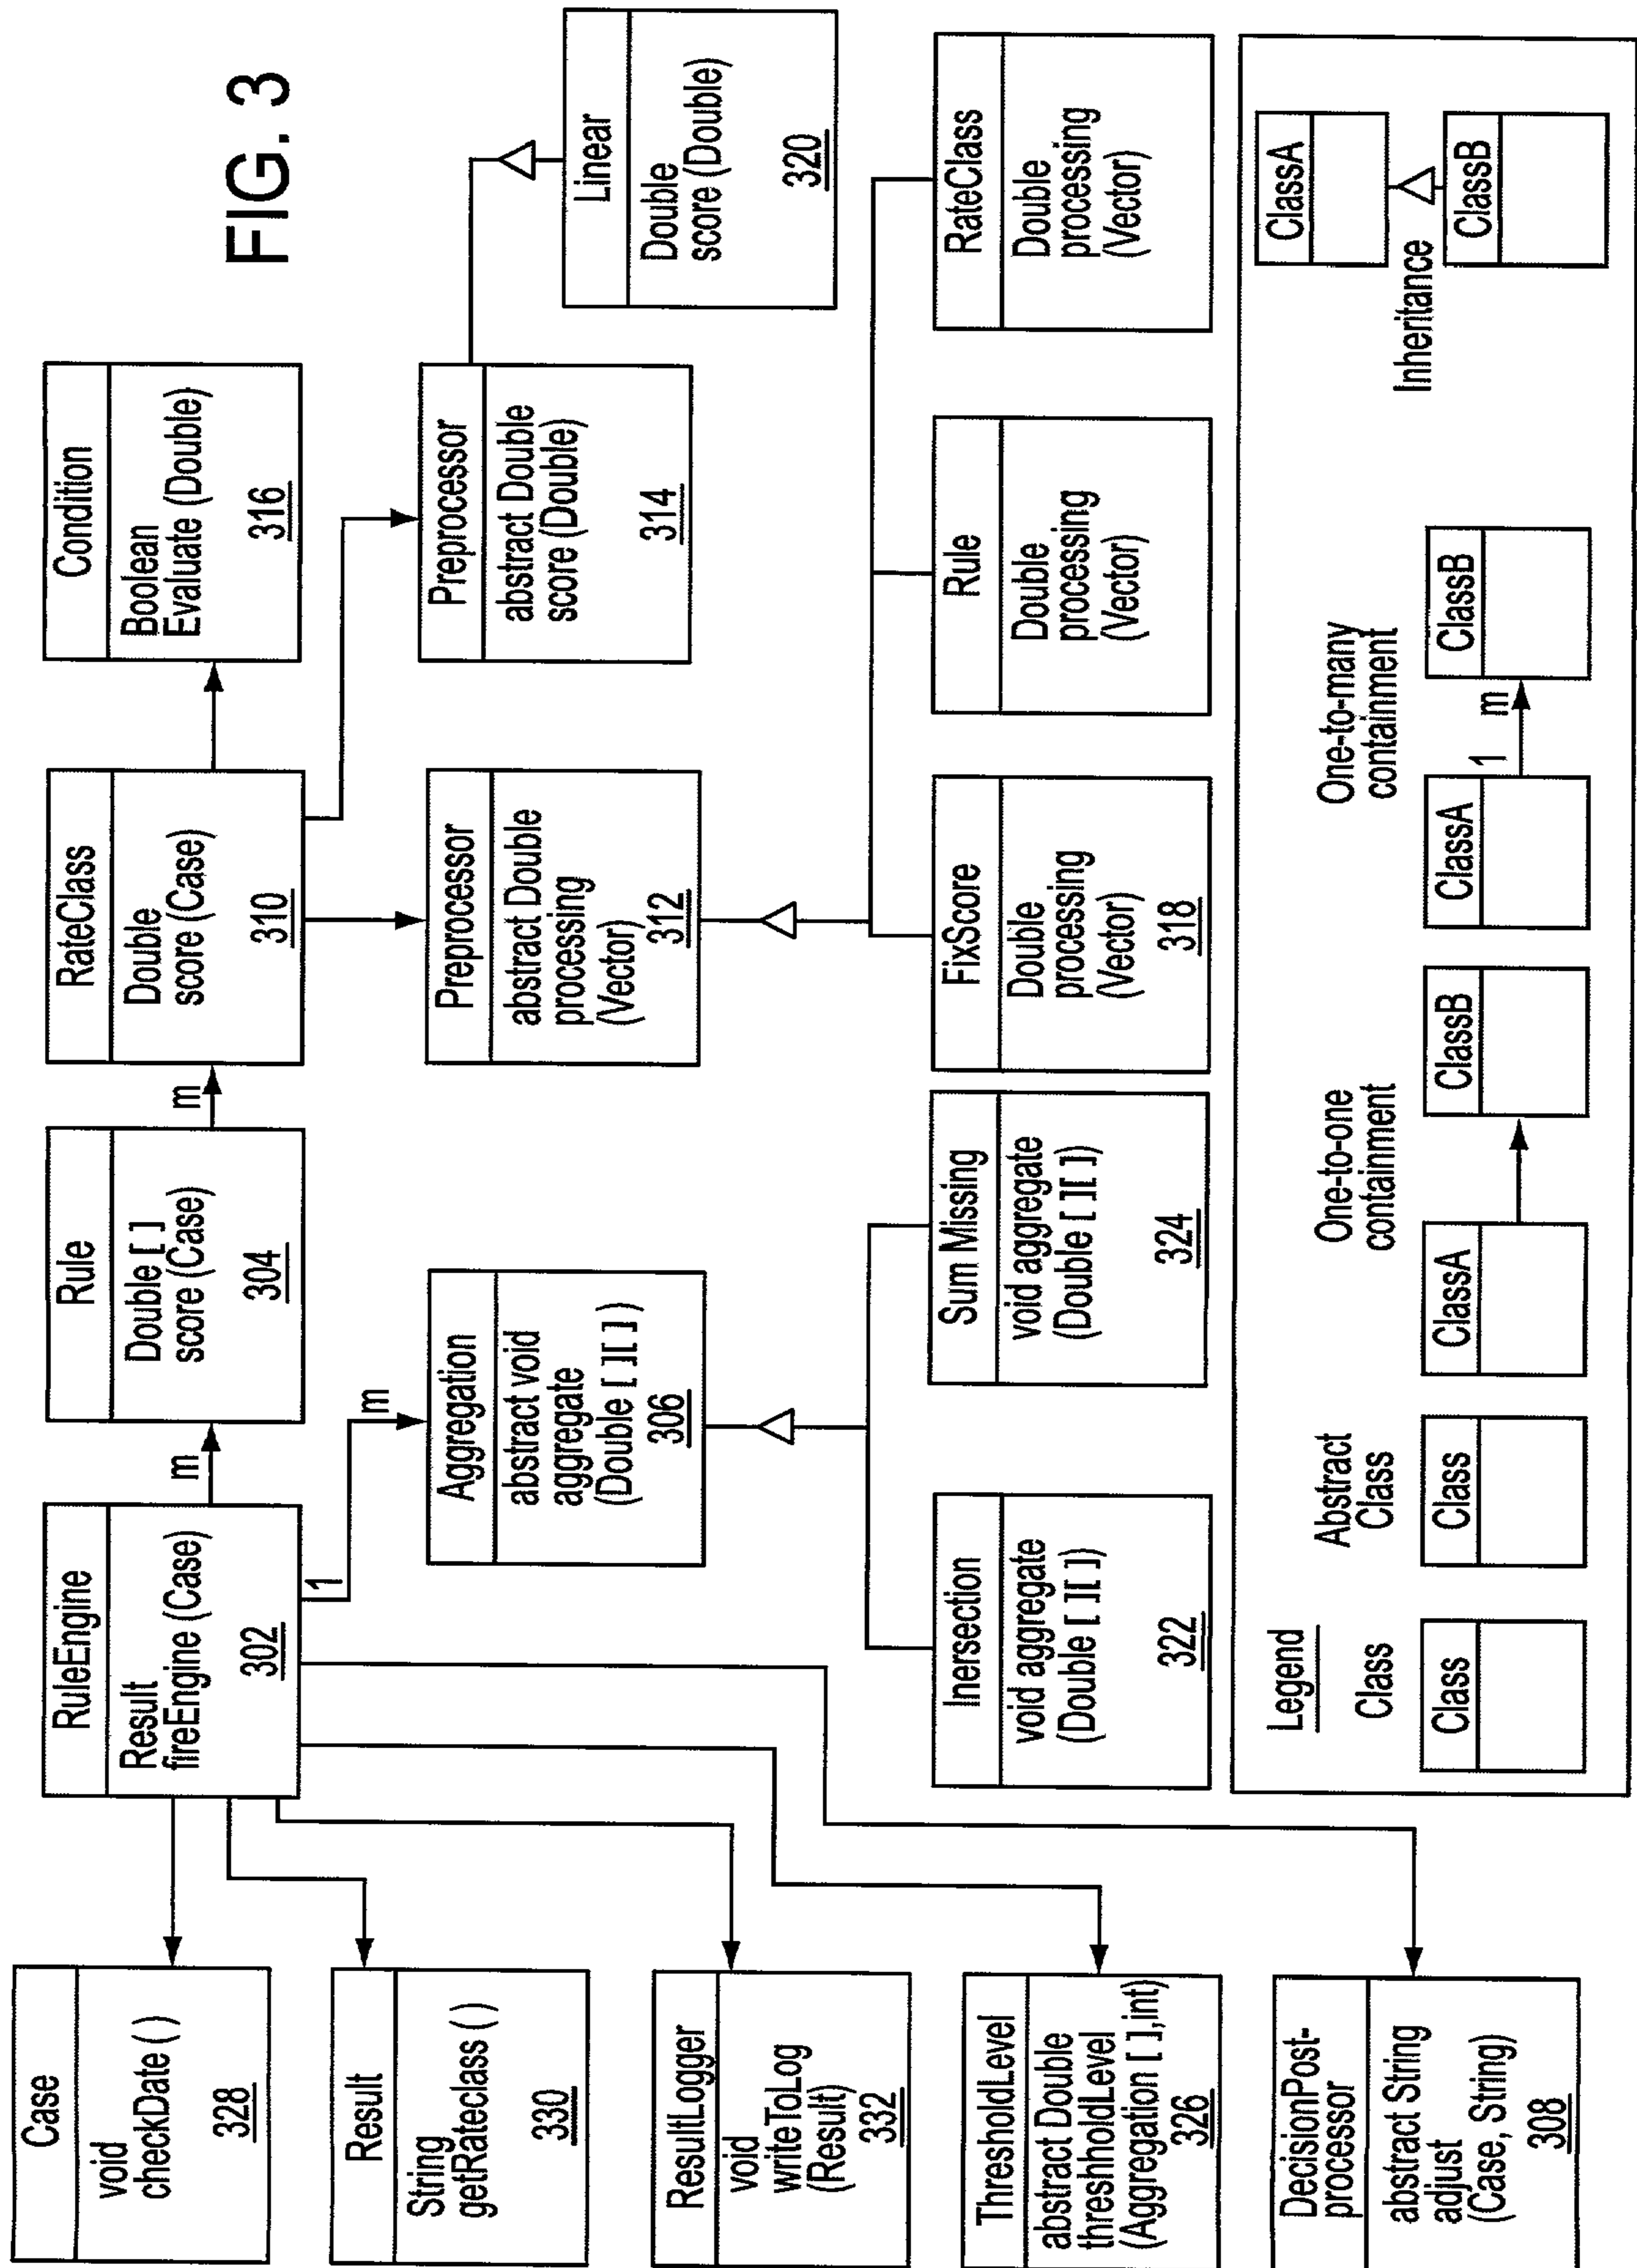 FIG. 3
Case
void
checkDate ( )
328
Result
String
getRateclass ( )
330
ResultLogger
void
writeToLog
(Result)
332
ThresholdLevel
abstract Double
threshholdLevel
(Aggregation [ ],int)
326
DecisionPost-
processor
abstract String
adjust
(Case, String)
308
RuleEngine
Result
fireEngine (Case)
302
m
1
m
Rule
Double [ ]
score (Case)
304
m
RateClass
Double
score (Case)
310
Condition
Boolean
Evaluate (Double)
316
Aggregation
abstract void
aggregate
(Double [ ][ ])
306
Preprocessor
abstract Double
processing
(Vector)
312
Preprocessor
abstract Double
score (Double)
314
Linear
Double
score (Double)
320
Inersection
void aggregate
(Double [ ][ ])
322
Sum Missing
void aggregate
(Double [ ][ ])
324
FixScore
Double
processing
(Vector)
318
Rule
Double
processing
(Vector)
RateClass
Double
processing
(Vector)
Legend
Class
Class
Abstract
Class
Class
One-to-one
containment
ClassA
ClassB
One-to-many
containment
ClassA
1
m
ClassB
Inheritance
ClassA
ClassB